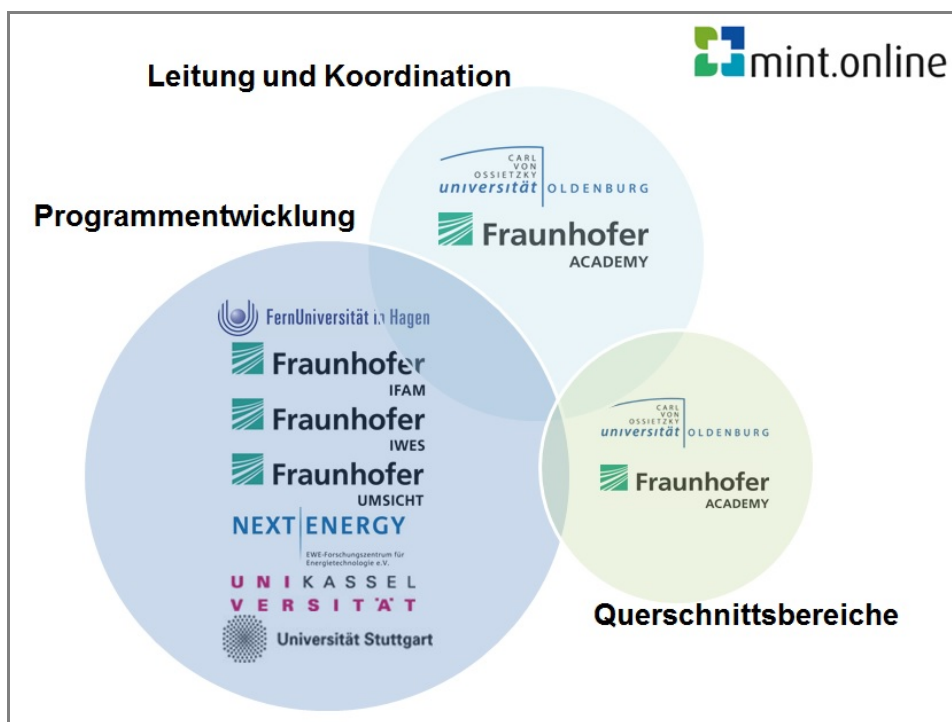 mint.online
Leitung und Koordination
CARL
VON
OSSIETZKY
universität OLDENBURG
Fraunhofer
ACADEMY
Programmentwicklung
FernUniversität in Hagen
Fraunhofer
IFAM
Fraunhofer
IWES
Fraunhofer
UMSICHT
NEXT ENERGY
EWE-Forschungszentrum für
Energietechnologie e.V.
UNIKASSEL
VERSITÄT
Universität Stuttgart
CARL
VON
OSSIETZKY
universität OLDENBURG
Fraunhofer
ACADEMY
Querschnittsbereiche